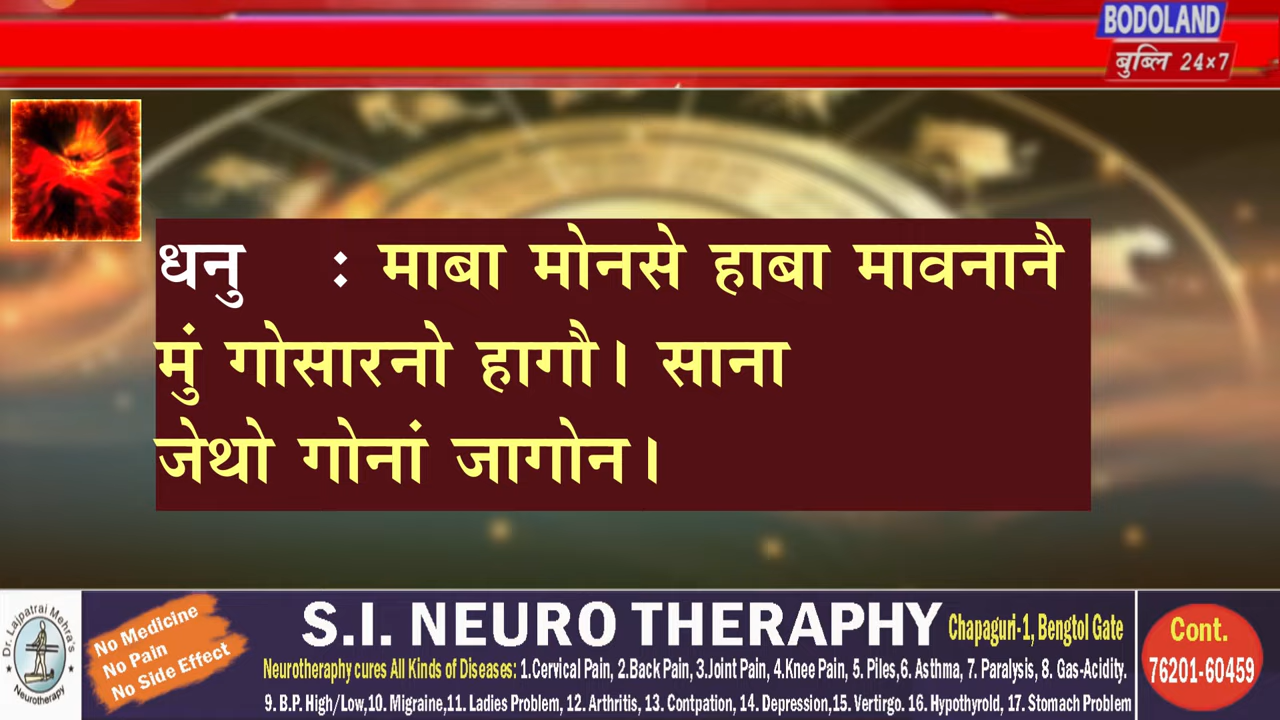 BODOLAND
बुब्लि 24×7
धनु : माबा मोनसे हाबा मावनानै
मुं गोसारनो हागौ। साना
जेथो गोनां जागोन।
Dr. Lajpatrai Mehra's
Neurotherapy
No Medicine
No Pain
No Side Effect
S.I. NEURO THERAPHY Chapaguri-1, Bengtol Gate
Neurotheraphy cures All Kinds of Diseases: 1.Cervical Pain, 2.Back Pain, 3.Joint Pain, 4.Knee Pain, 5. Piles,6. Asthma, 7. Paralysis, 8. Gas-Acidity.
9. B.P. High/Low,10. Migraine,11. Ladies Problem, 12. Arthritis, 13. Contpation, 14. Depression,15. Vertirgo. 16. Hypothyrold, 17. Stomach Problem
Cont.
76201-60459